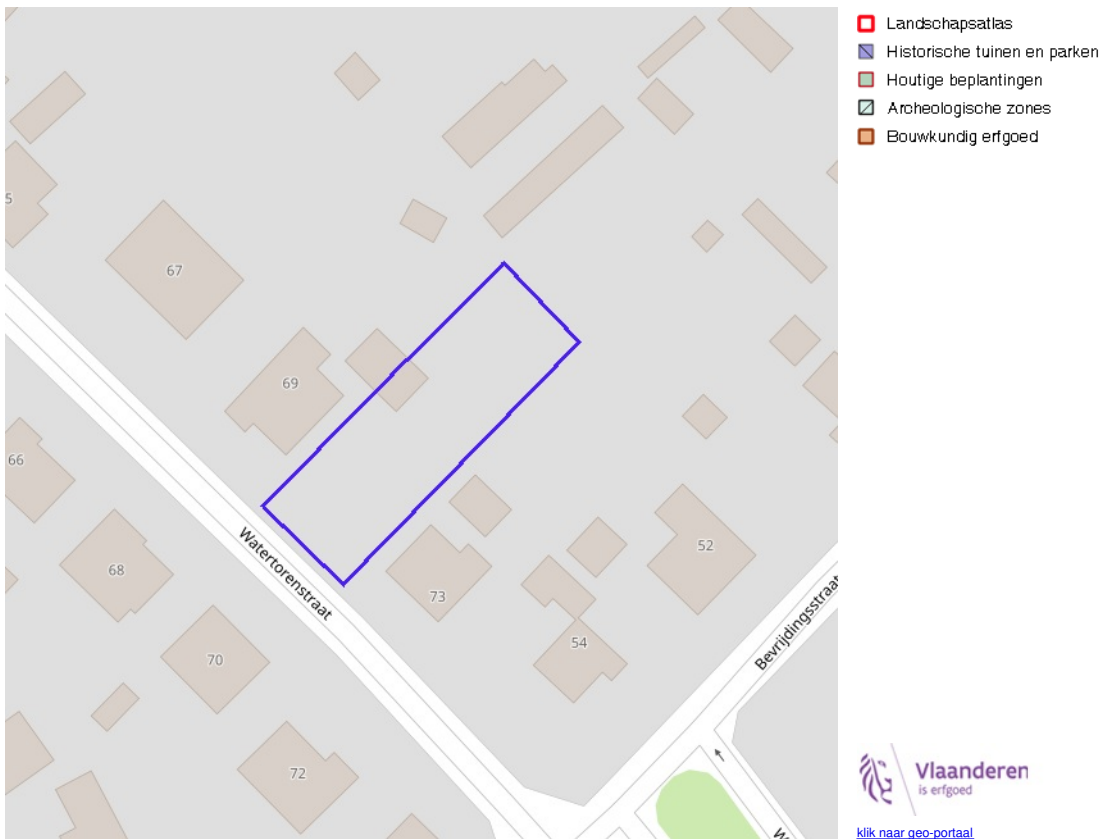 Landschapsatlas
Historische tuinen en parken
Houtige beplantingen
Archeologische zones
Bouwkundig erfgoed
5
67
69
66
68
Watertorenstraat
73
52
70
54
Bevrijdingsstraat
72
W
Vlaanderen
is erfgoed
klik naar geo-portaal